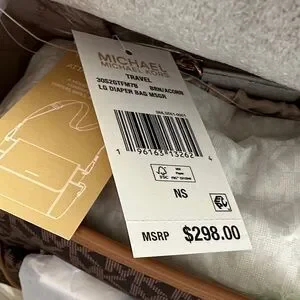 MICHAEL
MICHAEL KORS
TRAVEL
30S2STFM7B BRN/ACORN
LG DIAPER BAG MSGR
1 96163 13262 4
FSC
NS
MSRP $298.00